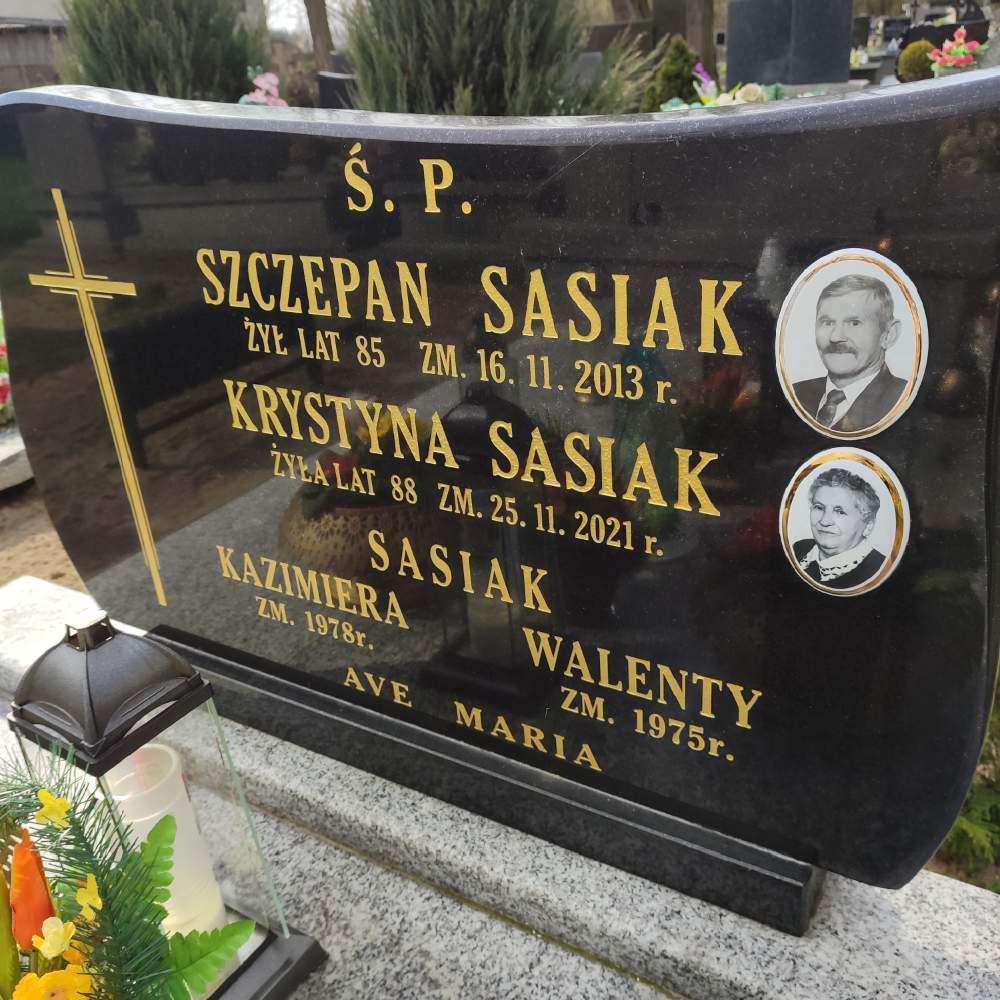 Ś. P.
SZCZEPAN SASIAK
ŻYŁ LAT 85 ZM. 16. 11. 2013 r.
KRYSTYNA SASIAK
ŻYŁA LAT 88 ZM. 25. 11. 2021 r.
SASIAK
KAZIMIERA
ZM. 1978r.
WALENTY
ZM. 1975r.
AVE MARIA